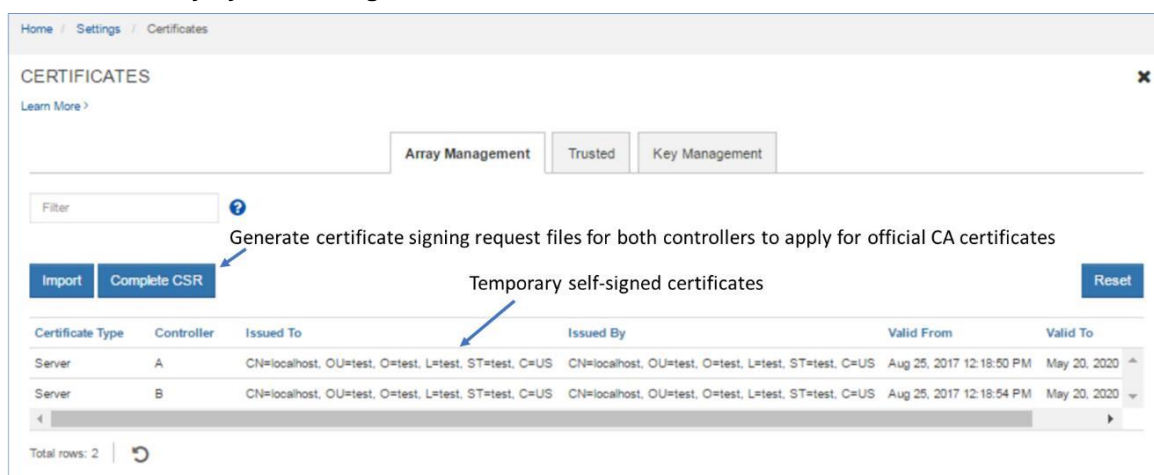 Home / Settings / Certificates
CERTIFICATES
Learn More >
Array Management Trusted Key Management
Filter ?
Generate certificate signing request files for both controllers to apply for official CA certificates
Import Complete CSR Temporary self-signed certificates Reset
Certificate Type Controller Issued To Issued By Valid From Valid To
Server A CN=localhost, OU=test, O=test, L=test, ST=test, C=US CN=localhost, OU=test, O=test, L=test, ST=test, C=US Aug 25, 2017 12:18:50 PM May 20, 2020
Server B CN=localhost, OU=test, O=test, L=test, ST=test, C=US CN=localhost, OU=test, O=test, L=test, ST=test, C=US Aug 25, 2017 12:18:54 PM May 20, 2020
Total rows: 2